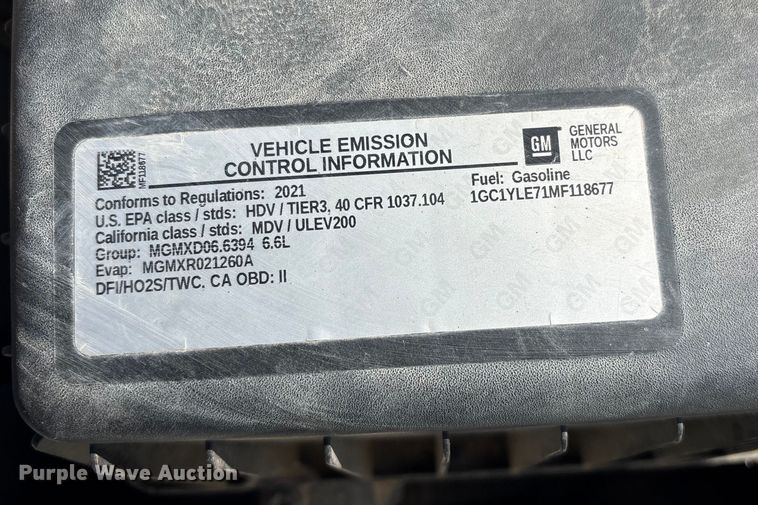 VEHICLE EMISSION
CONTROL INFORMATION
GM
GENERAL
MOTORS
LLC
MF118677
Conforms to Regulations: 2021
U.S. EPA class / stds: HDV / TIER3, 40 CFR 1037.104
California class / stds: MDV / ULEV200
Group: MGMXD06.6394 6.6L
Evap: MGMXR021260A
DFI/HO2S/TWC. CA OBD: II
Fuel: Gasoline
1GC1YLE71MF118677
Purple Wave Auction